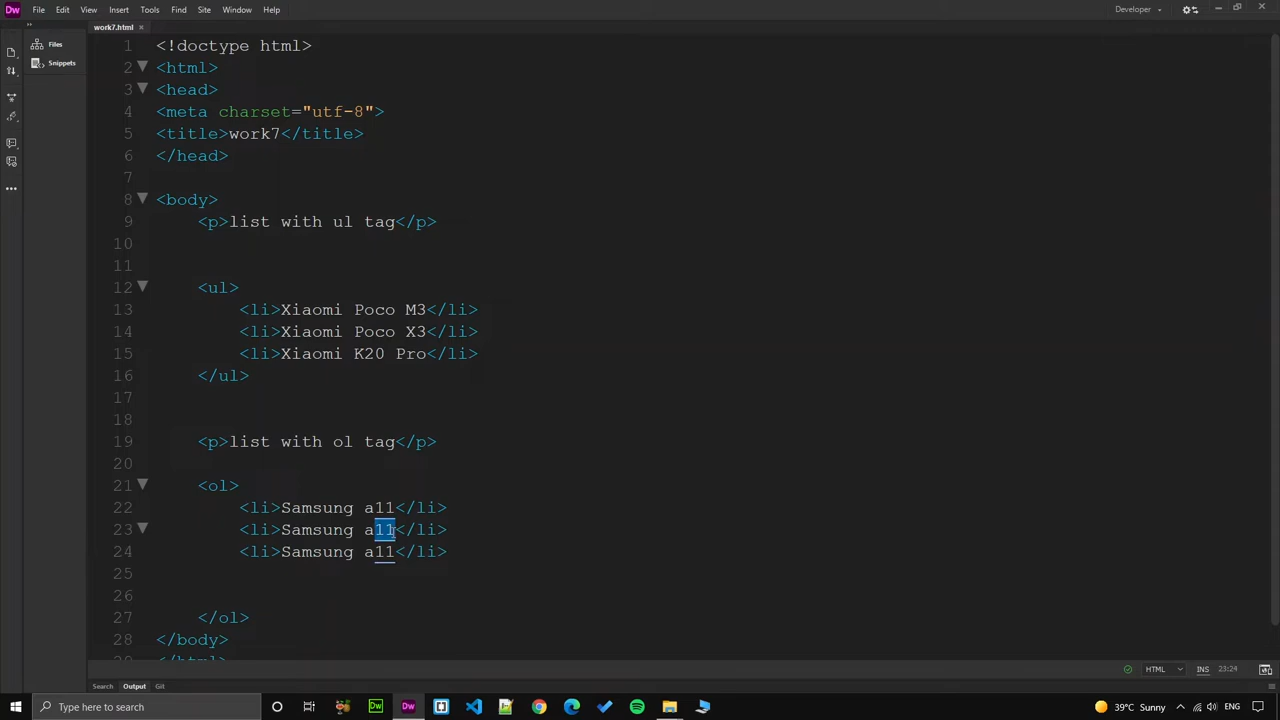 Dw File Edit View Insert Tools Find Site Window Help Developer
work7.html
Files
Snippets
1 <!doctype html>
2 <html>
3 <head>
4 <meta charset="utf-8">
5 <title>work7</title>
6 </head>
7
8 <body>
9 <p>list with ul tag</p>
10
11
12 <ul>
13 <li>Xiaomi Poco M3</li>
14 <li>Xiaomi Poco X3</li>
15 <li>Xiaomi K20 Pro</li>
16 </ul>
17
18
19 <p>list with ol tag</p>
20
21 <ol>
22 <li>Samsung a11</li>
23 <li>Samsung a11</li>
24 <li>Samsung a11</li>
25
26
27 </ol>
28 </body>
</html>
HTML INS 23:24
Search Output Git
Type here to search Dw Dw 39°C Sunny ENG